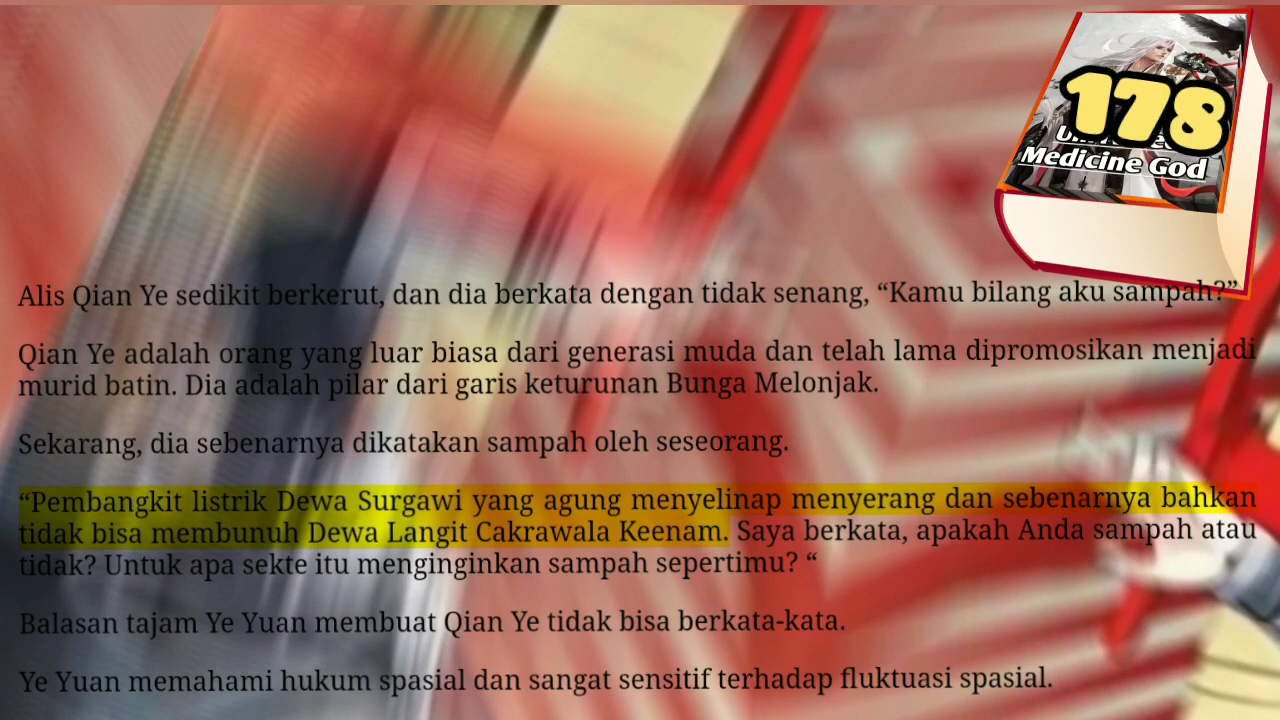 178
Medicine God
Alis Qian Ye sedikit berkerut, dan dia berkata dengan tidak senang, “Kamu bilang aku sampah?”
Qian Ye adalah orang yang luar biasa dari generasi muda dan telah lama dipromosikan menjadi
murid batin. Dia adalah pilar dari garis keturunan Bunga Melonjak.
Sekarang, dia sebenarnya dikatakan sampah oleh seseorang.
“Pembangkit listrik Dewa Surgawi yang agung menyelinap menyerang dan sebenarnya bahkan
tidak bisa membunuh Dewa Langit Cakrawala Keenam. Saya berkata, apakah Anda sampah atau
tidak? Untuk apa sekte itu menginginkan sampah sepertimu? “
Balasan tajam Ye Yuan membuat Qian Ye tidak bisa berkata-kata.
Ye Yuan memahami hukum spasial dan sangat sensitif terhadap fluktuasi spasial.